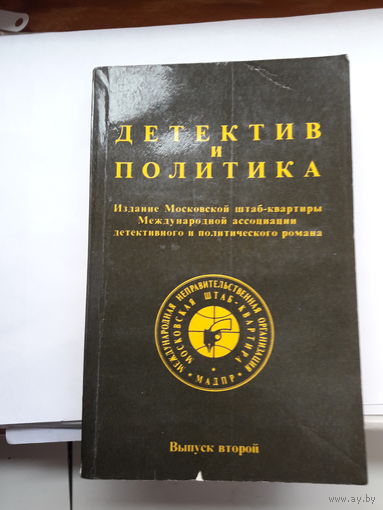 ДЕТЕКТИВ
И
ПОЛИТИКА
Издание Московской штаб-квартиры
Международной ассоциации
детективного и политического романа
МЕЖДУНАРОДНАЯ НЕПРАВИТЕЛЬСТВЕННАЯ ОРГАНИЗАЦИЯ
МОСКОВСКАЯ ШТАБ-КВАРТИРА
МАДПР
Выпуск второй
https://www.ay.by